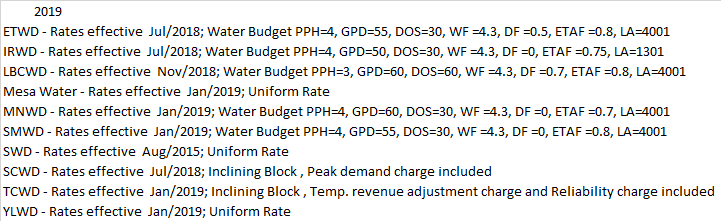 2019
ETWD - Rates effective Jul/2018; Water Budget PPH=4, GPD=55, DOS=30, WF =4.3, DF =0.5, ETAF =0.8, LA=4001
IRWD - Rates effective Jul/2018; Water Budget PPH=4, GPD=50, DOS=30, WF =4.3, DF =0, ETAF =0.75, LA=1301
LBCWD - Rates effective Nov/2018; Water Budget PPH=3, GPD=60, DOS=60, WF =4.3, DF =0.7, ETAF =0.8, LA=4001
Mesa Water - Rates effective Jan/2019; Uniform Rate
MNWD - Rates effective Jan/2019; Water Budget PPH=4, GPD=60, DOS=30, WF =4.3, DF =0, ETAF =0.7, LA=4001
SMWD - Rates effective Jan/2019; Water Budget PPH=4, GPD=55, DOS=30, WF =4.3, DF =0, ETAF =0.8, LA=4001
SWD - Rates effective Aug/2015; Uniform Rate
SCWD - Rates effective Jul/2018; Inclining Block , Peak demand charge included
TCWD - Rates effective Jan/2019; Inclining Block , Temp. revenue adjustment charge and Reliability charge included
YLWD - Rates effective Jan/2019; Uniform Rate